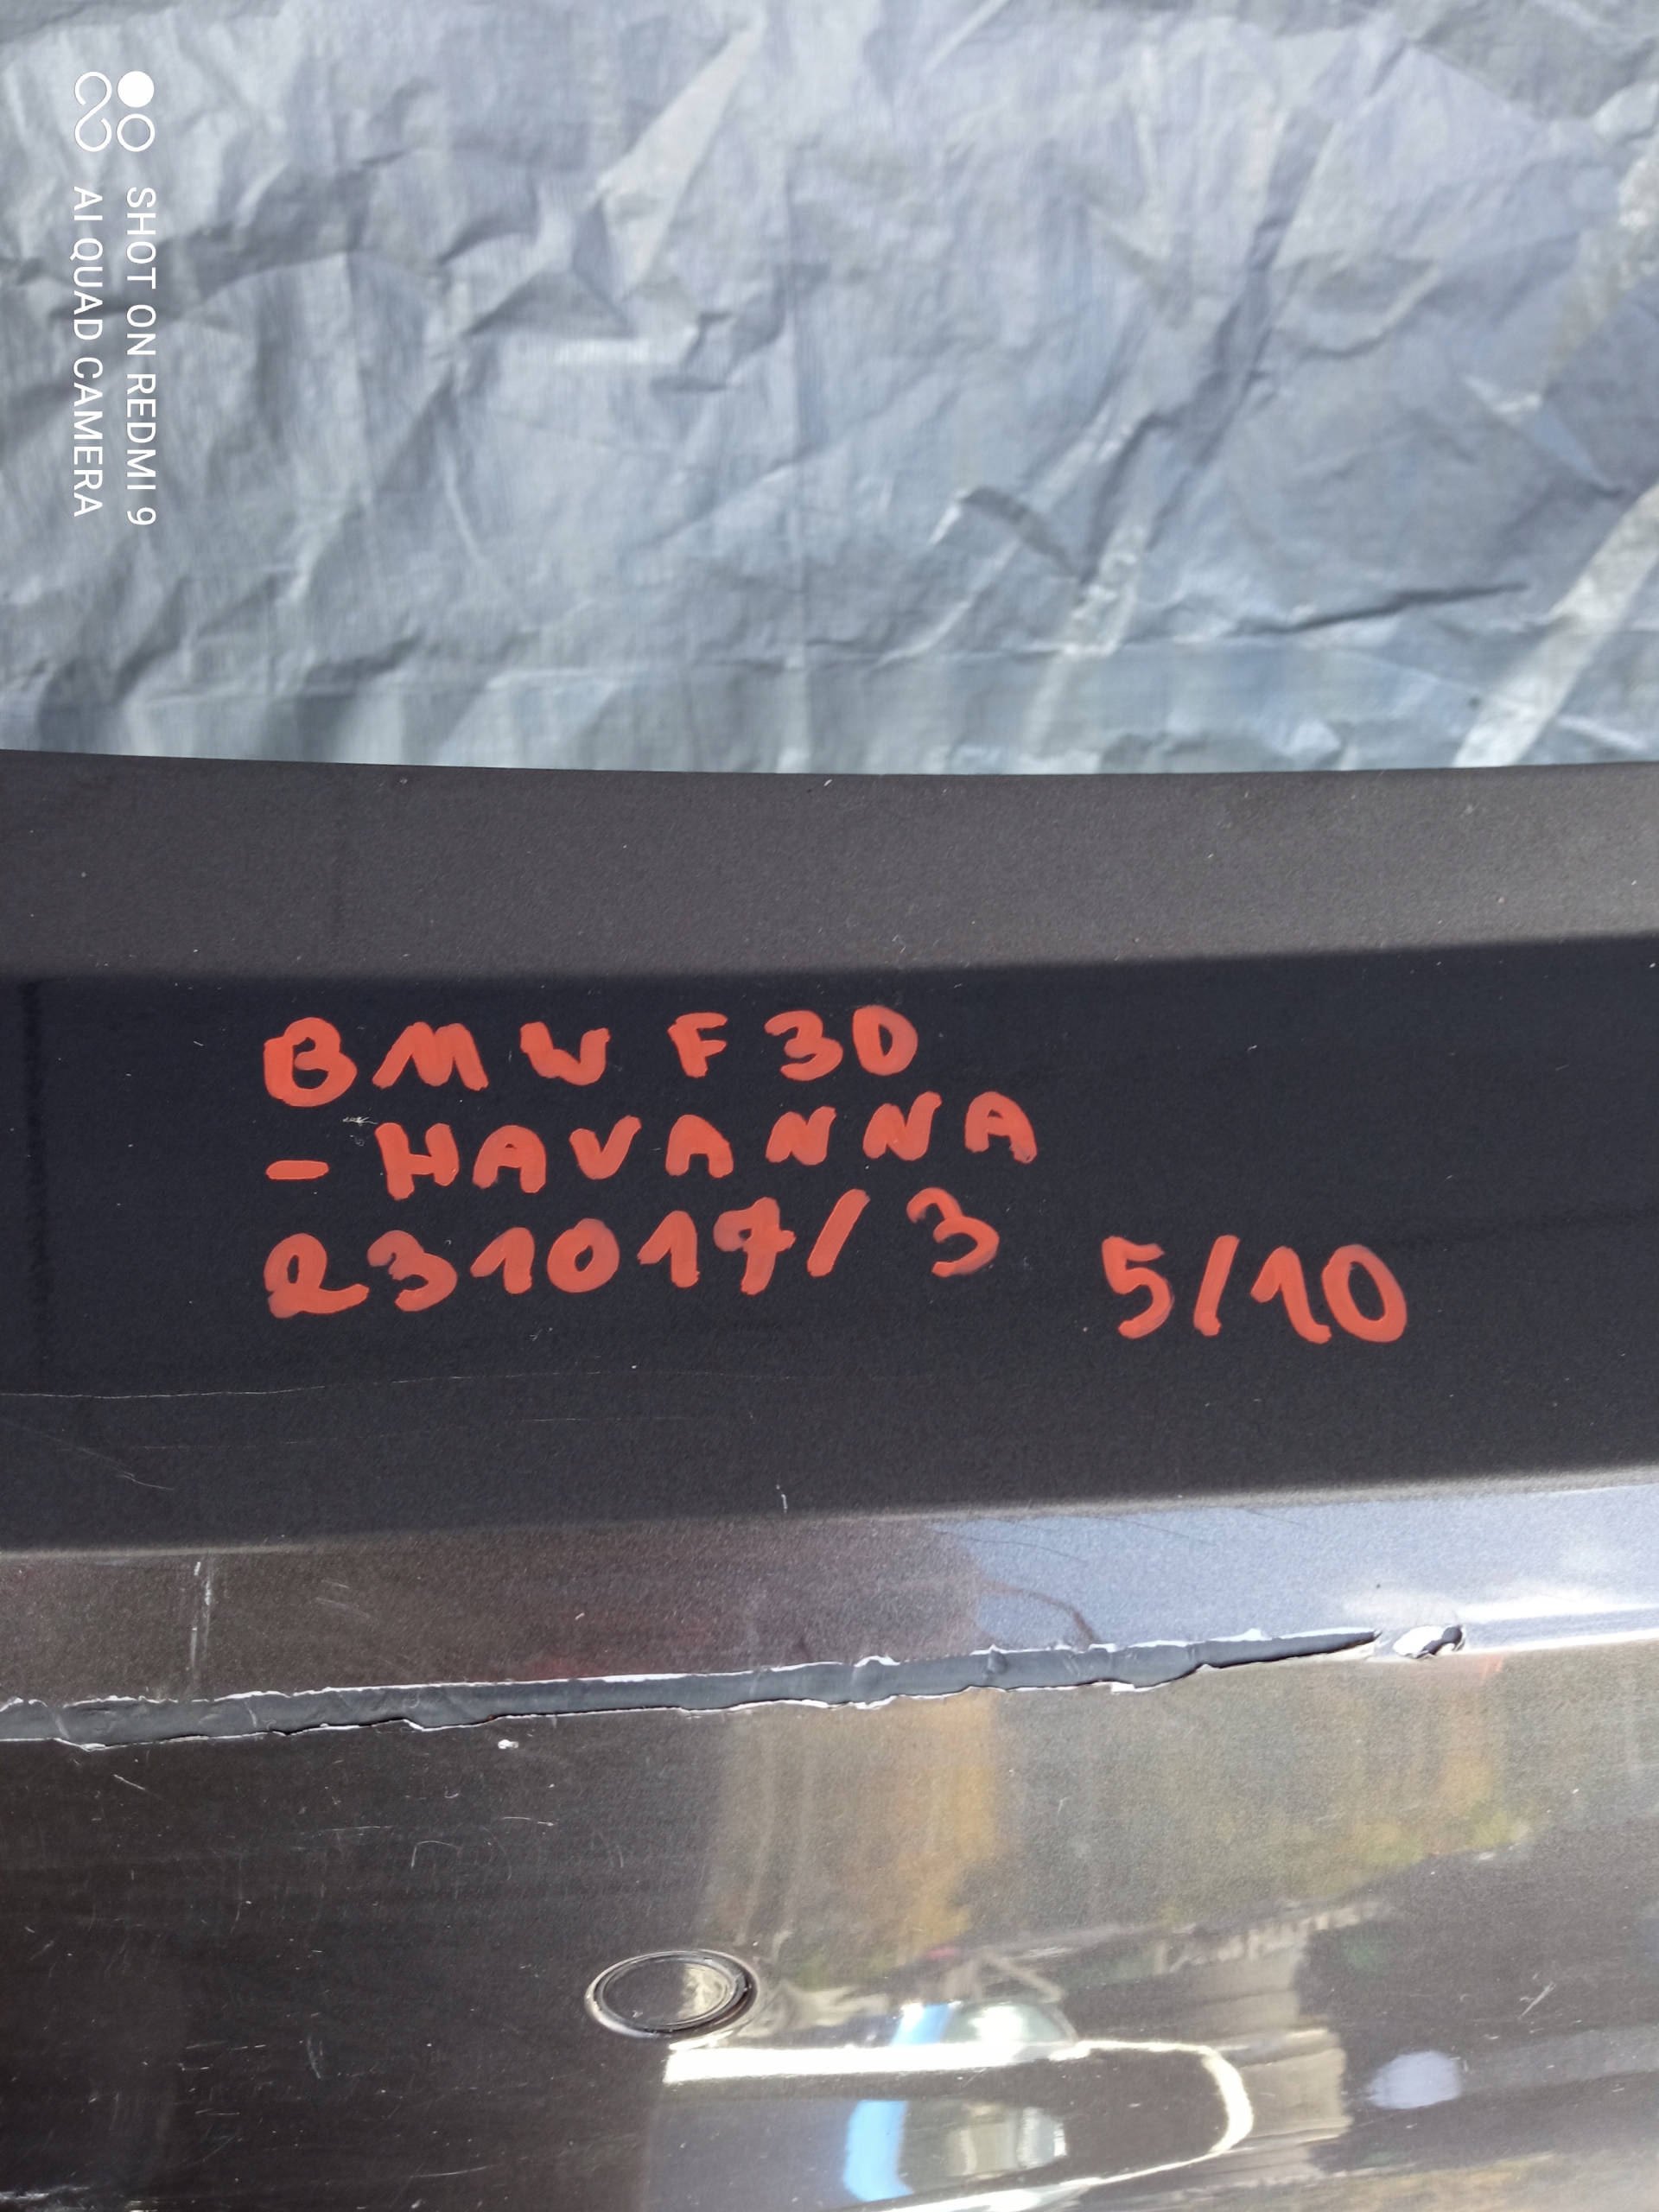 BMW F30
- HAVANNA
231017/3 5/10
SHOT ON REDMI 9
AI QUAD CAMERA